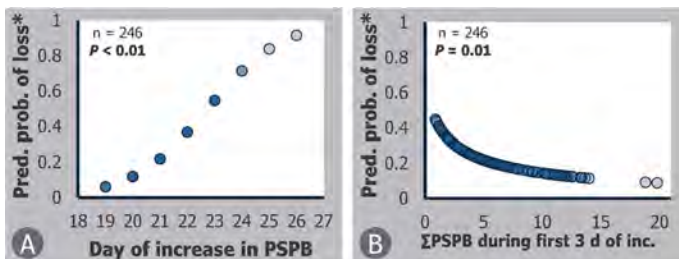 1
0.8
0.6
0.4
0.2
0
n = 246
P < 0.01
Pred. prob. of loss*
18 19 20 21 22 23 24 25 26 27
A
Day of increase in PSPB
1
0.8
0.6
0.4
0.2
0
n = 246
P = 0.01
Pred. prob. of loss*
0 5 10 15 20
B
ΣPSPB during first 3 d of inc.